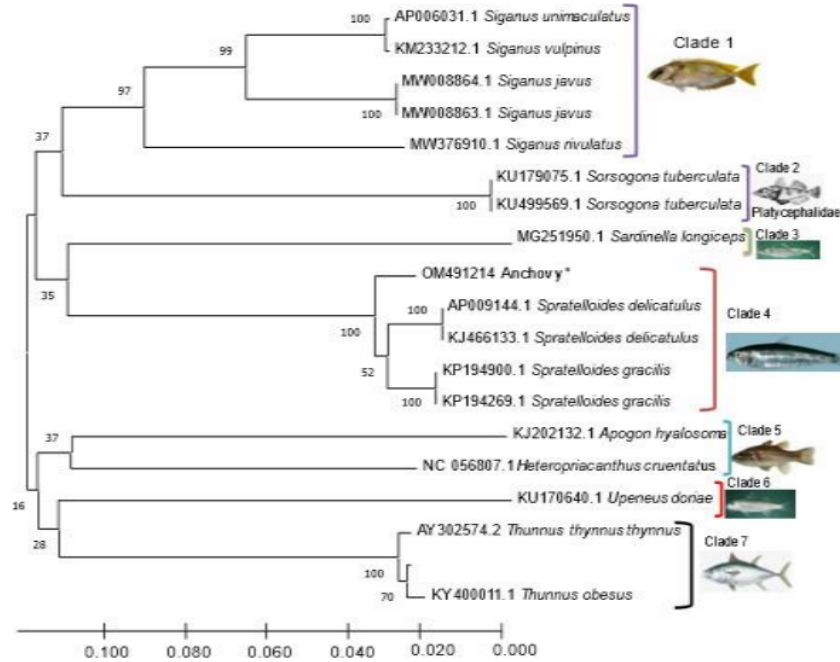 100
AP006031.1 Siganus unimaculatus
KM233212.1 Siganus vulpinus
99
Clade 1
MW008864.1 Siganus javus
97
MW008863.1 Siganus javus
100
37
MW376910.1 Siganus rivulatus
KU179075.1 Sorsogona tuberculata
Clade 2
100
KU499569.1 Sorsogona tuberculata
Platycephalidae
MG251950.1 Sardinella longiceps
Clade 3
35
OM491214 Anchovy*
100
100
AP009144.1 Spratelloides delicatulus
Clade 4
KJ466133.1 Spratelloides delicatulus
52
KP194900.1 Spratelloides gracilis
100
KP194269.1 Spratelloides gracilis
37
KJ202132.1 Apogon hyalosoma
Clade 5
NC 056807.1 Heteropriacanthus cruentatus
16
KU170640.1 Upeneus doriae
Clade 6
28
AY302574.2 Thunnus thynnus thynnus
Clade 7
100
70
KY400011.1 Thunnus obesus
0.100 0.060 0.040 0.020 0.000